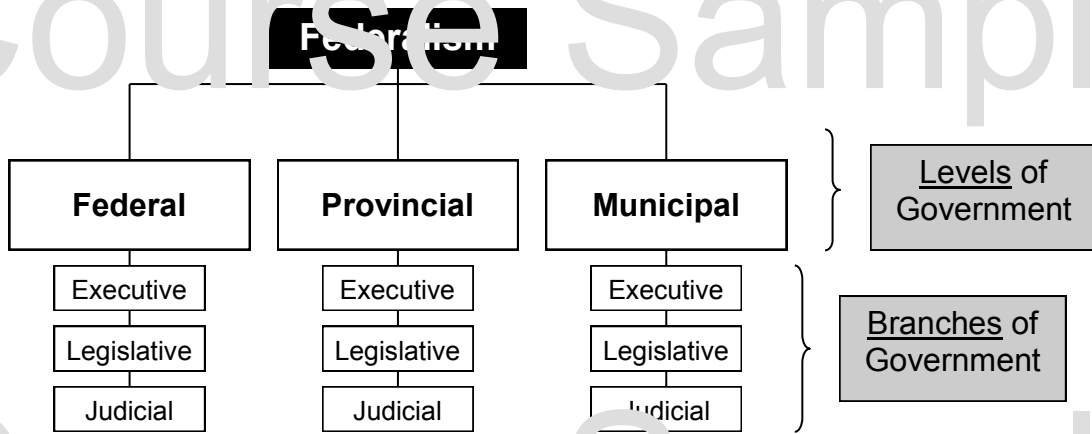 Course Sample
Federalism
Federal
Provincial
Municipal
Levels of
Government
Executive
Executive
Executive
Legislative
Legislative
Legislative
Judicial
Judicial
Judicial
Branches of
Government